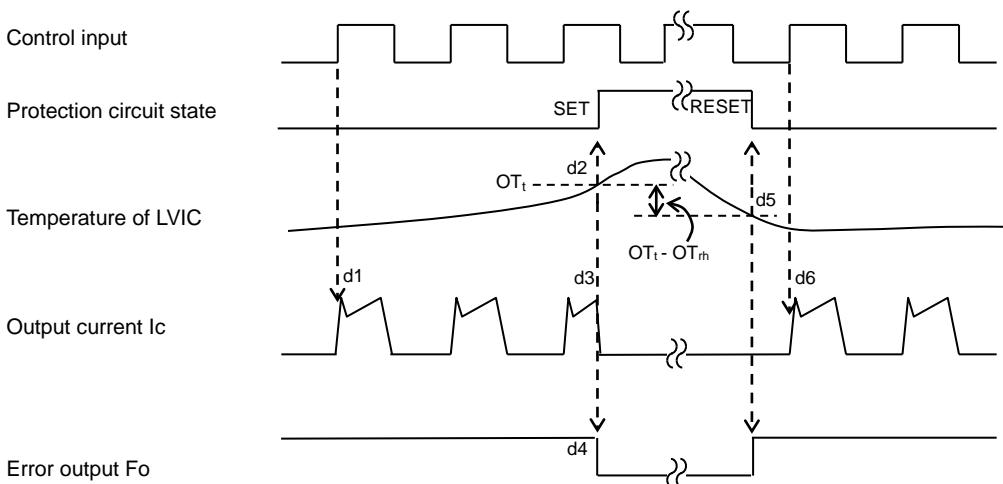 Control input
Protection circuit state
SET
RESET
d2
OTt
d5
Temperature of LVIC
OTt - OTrh
d1
d3
d6
Output current Ic
d4
Error output Fo